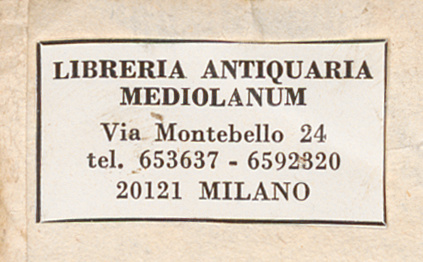 LIBRERIA ANTIQUARIA
MEDIOLANUM
Via Montebello 24
tel. 653637 - 6592320
20121 MILANO